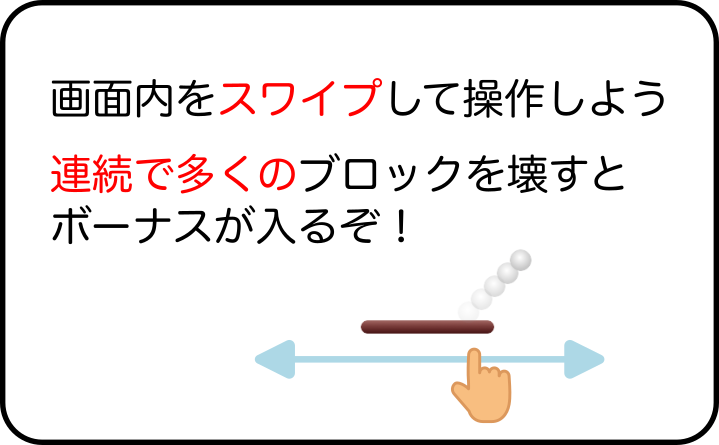 画面内をスワイプして操作しよう
連続で多くのブロックを壊すと
ボーナスが入るぞ！